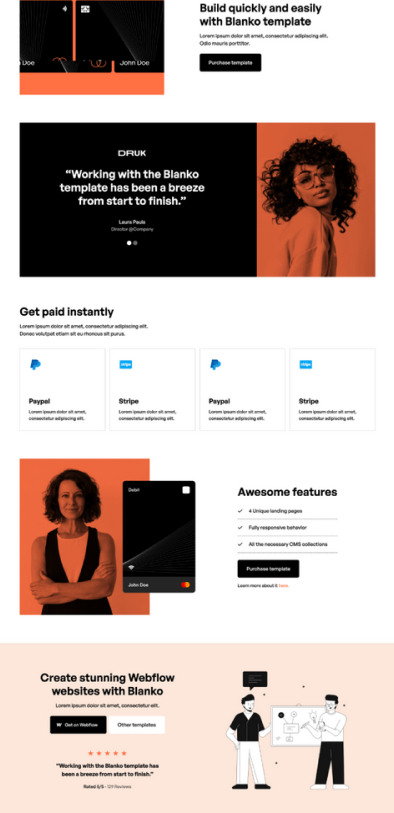 John Doe
Build quickly and easily
with Blanko template
Lorem ipsum dolor sit amet, consectetur adipiscing elit.
Odio mauris porttitor.
Purchase template
DRUK
“Working with the Blanko
template has been a breeze
from start to finish.”
Laura Paula
Director @Company
Get paid instantly
Lorem ipsum dolor sit amet, consectetur adipiscing elit.
Donec volutpat etiam sit eu rhoncus sit purus.
Paypal
Lorem ipsum dolor sit amet,
consectetur adipiscing elit.
stripe
Stripe
Lorem ipsum dolor sit amet,
consectetur adipiscing elit.
Paypal
Lorem ipsum dolor sit amet,
consectetur adipiscing elit.
stripe
Stripe
Lorem ipsum dolor sit amet,
consectetur adipiscing elit.
Debit
John Doe
Awesome features
4 Unique landing pages
Fully responsive behavior
All the necessary CMS collections
Purchase template
Learn more about it here.
Create stunning Webflow
websites with Blanko
Lorem ipsum dolor sit amet, consectetur elit.
Get on Webflow
Other templates
“Working with the Blanko template has
been a breeze from start to finish.”
Rated 5/5 - 129 Reviews